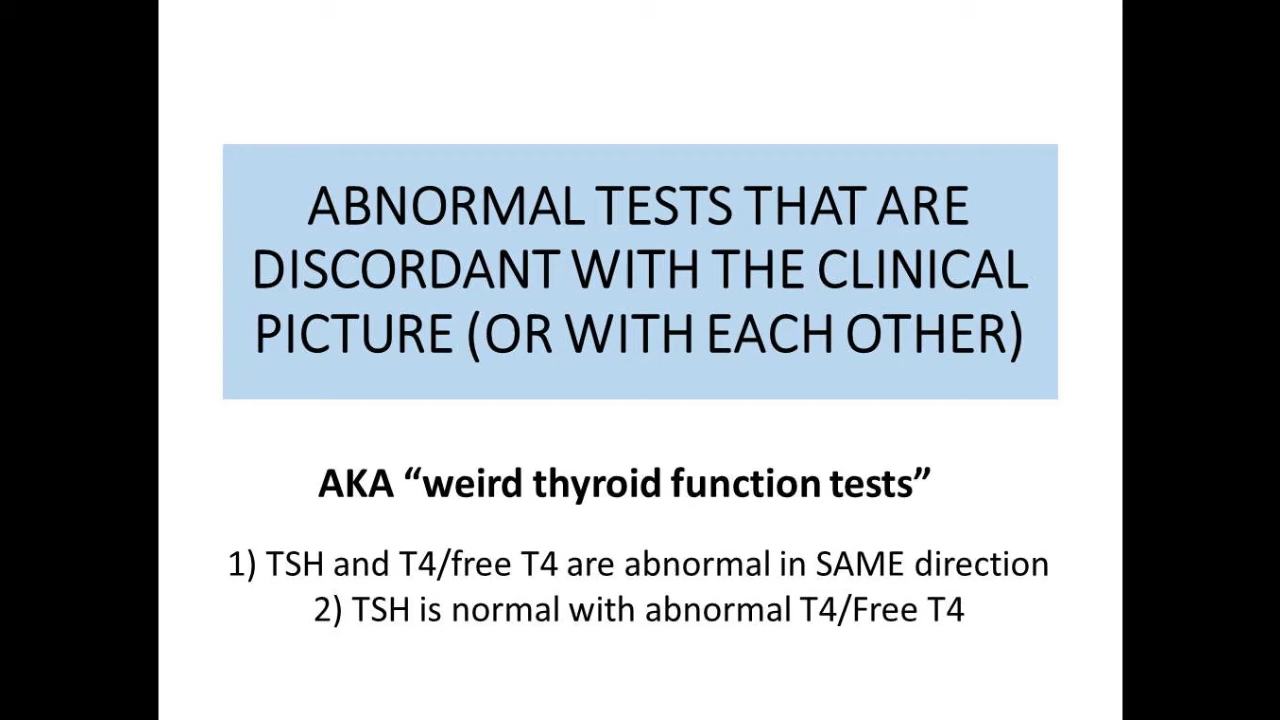 ABNORMAL TESTS THAT ARE
DISCORDANT WITH THE CLINICAL
PICTURE (OR WITH EACH OTHER)
AKA “weird thyroid function tests”
1) TSH and T4/free T4 are abnormal in SAME direction
2) TSH is normal with abnormal T4/Free T4